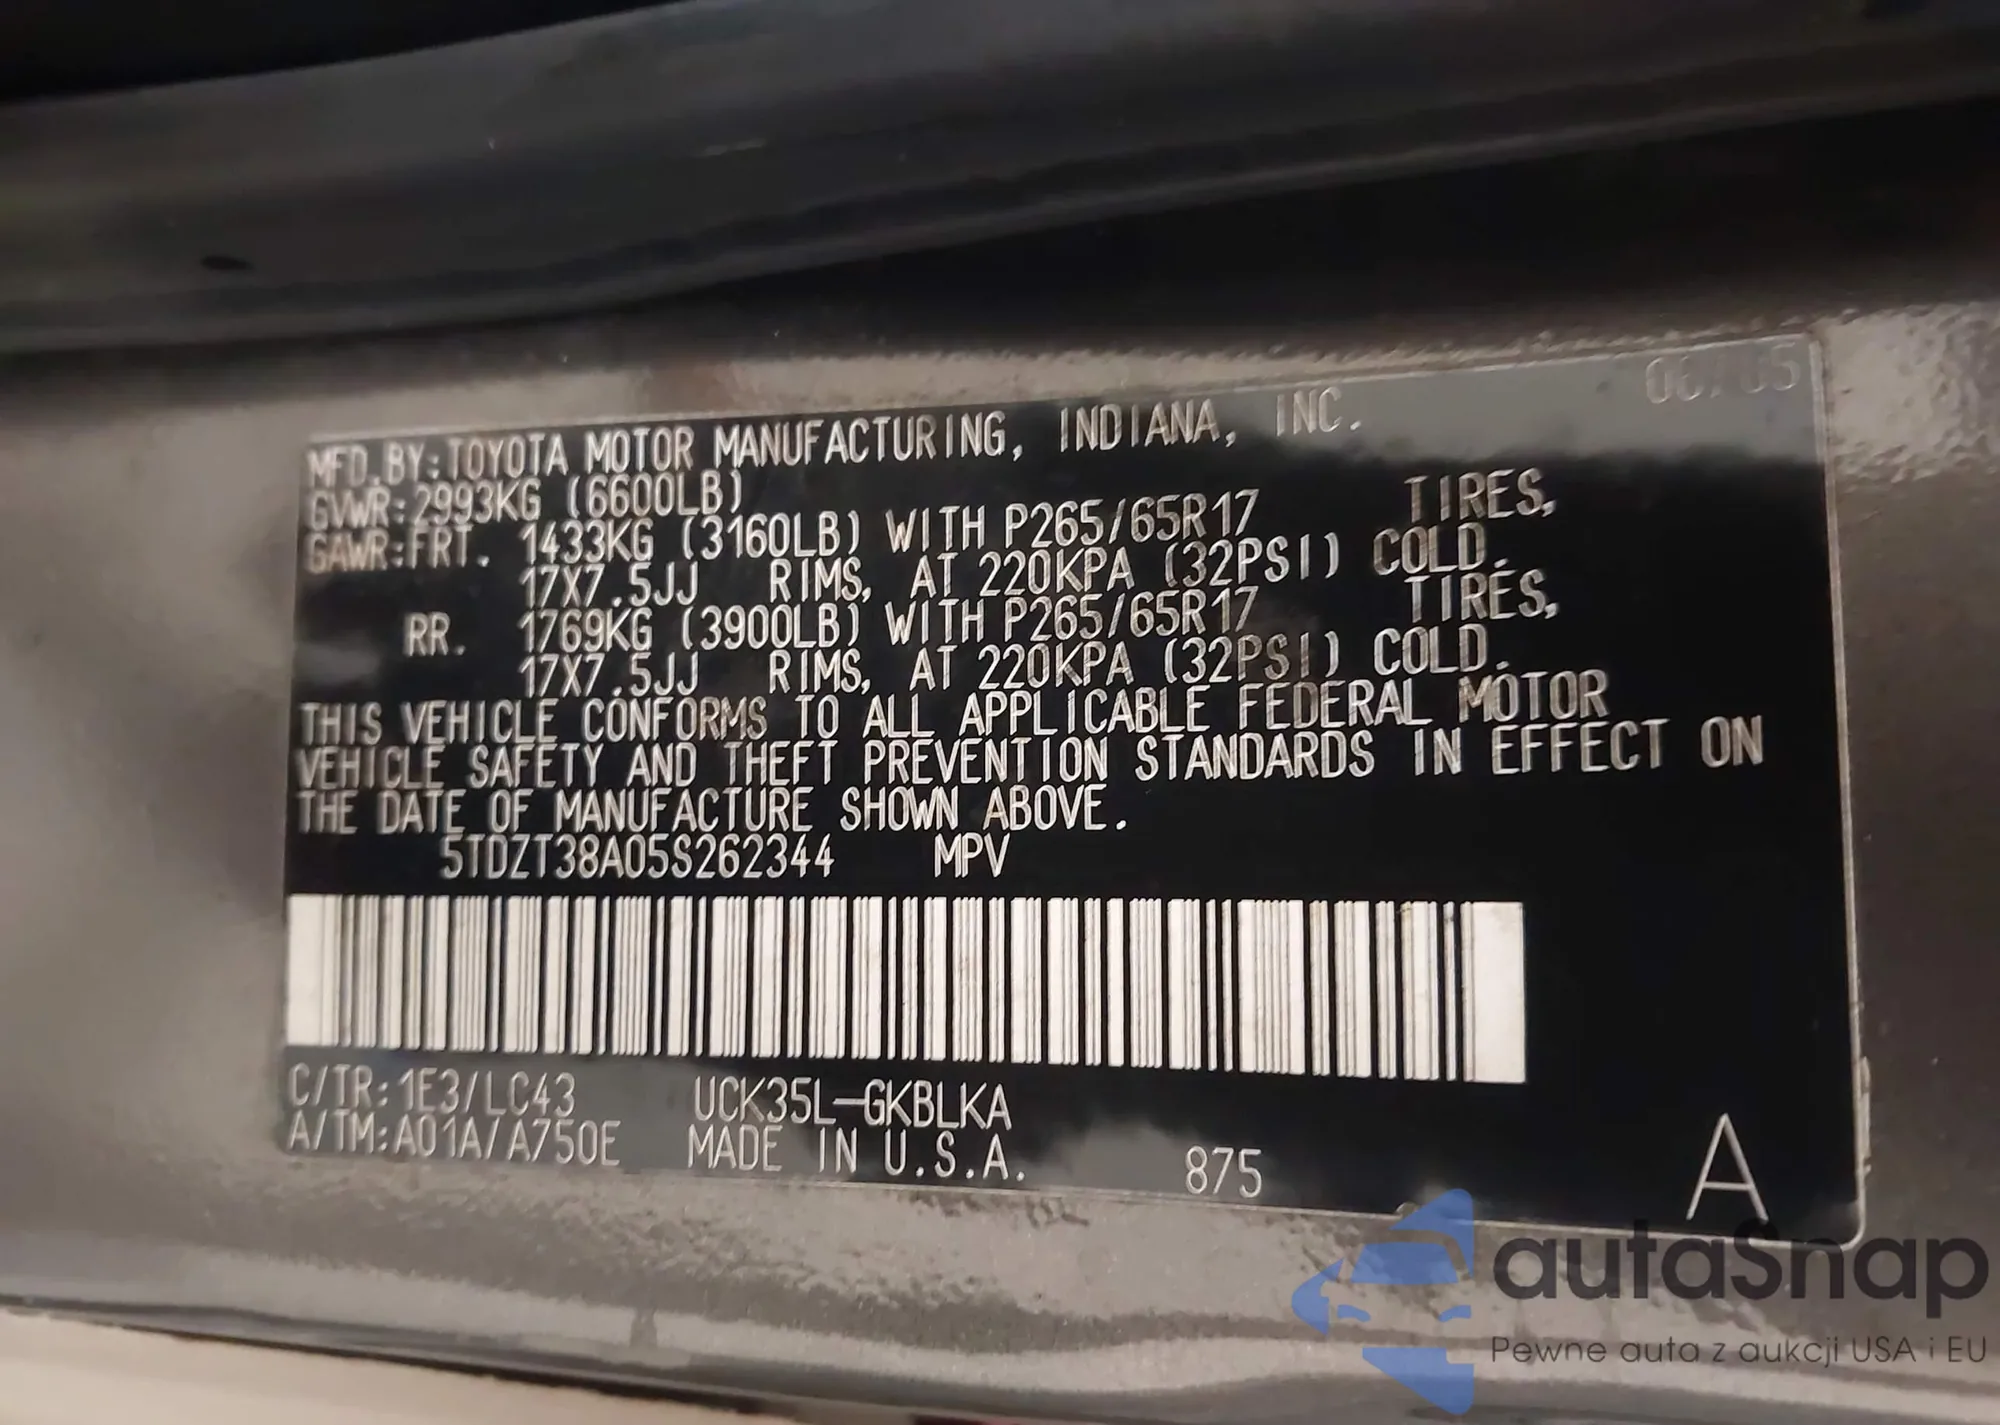 MFD.BY:TOYOTA MOTOR MANUFACTURING, INDIANA, INC.
GVWR:2993KG (6600LB)
GAWR:FRT. 1433KG (3160LB) WITH P265/65R17 TIRES,
17X7.5JJ RIMS, AT 220KPA (32PSI) COLD.
RR. 1769KG (3900LB) WITH P265/65R17 TIRES,
17X7.5JJ RIMS, AT 220KPA (32PSI) COLD.
THIS VEHICLE CONFORMS TO ALL APPLICABLE FEDERAL MOTOR
VEHICLE SAFETY AND THEFT PREVENTION STANDARDS IN EFFECT ON
THE DATE OF MANUFACTURE SHOWN ABOVE.
5TDZT38A05S262344 MPV
C/TR:1E3/LC43 UCK35L-GKBLKA
A/TM:A01A/A750E MADE IN U.S.A. 875 A
autaSnap
Pewne auta z aukcji USA i EU